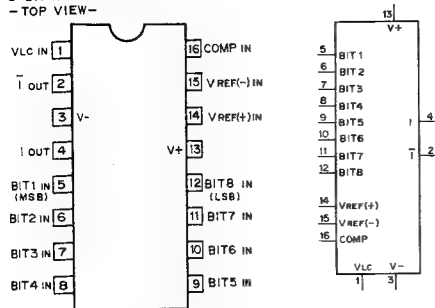 -TOP VIEW-
VLC IN 1
Ī OUT 2
3 V-
I OUT 4
BIT1 IN 5
(MSB)
BIT2 IN 6
BIT3 IN 7
BIT4 IN 8
16 COMP IN
15 VREF(-) IN
14 VREF(+) IN
V+ 13
12 BIT8 IN
(LSB)
11 BIT7 IN
10 BIT6 IN
9 BIT5 IN
13
V+
5 BIT1
6 BIT2
7 BIT3
8 BIT4
9 BIT5
10 BIT6
11 BIT7
12 BIT8
I 4
Ī 2
14 VREF(+)
15 VREF(-)
16 COMP
VLC V-
1 3